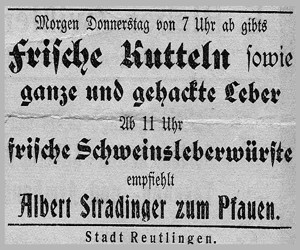 Morgen Donnerstag von 7 Uhr ab gibts
Frische Kutteln sowie
ganze und gehackte Leber
Ab 11 Uhr
frische Schweinsleberwürste
empfiehlt
Albert Stradinger zum Pfauen.
Stadt Reutlingen.